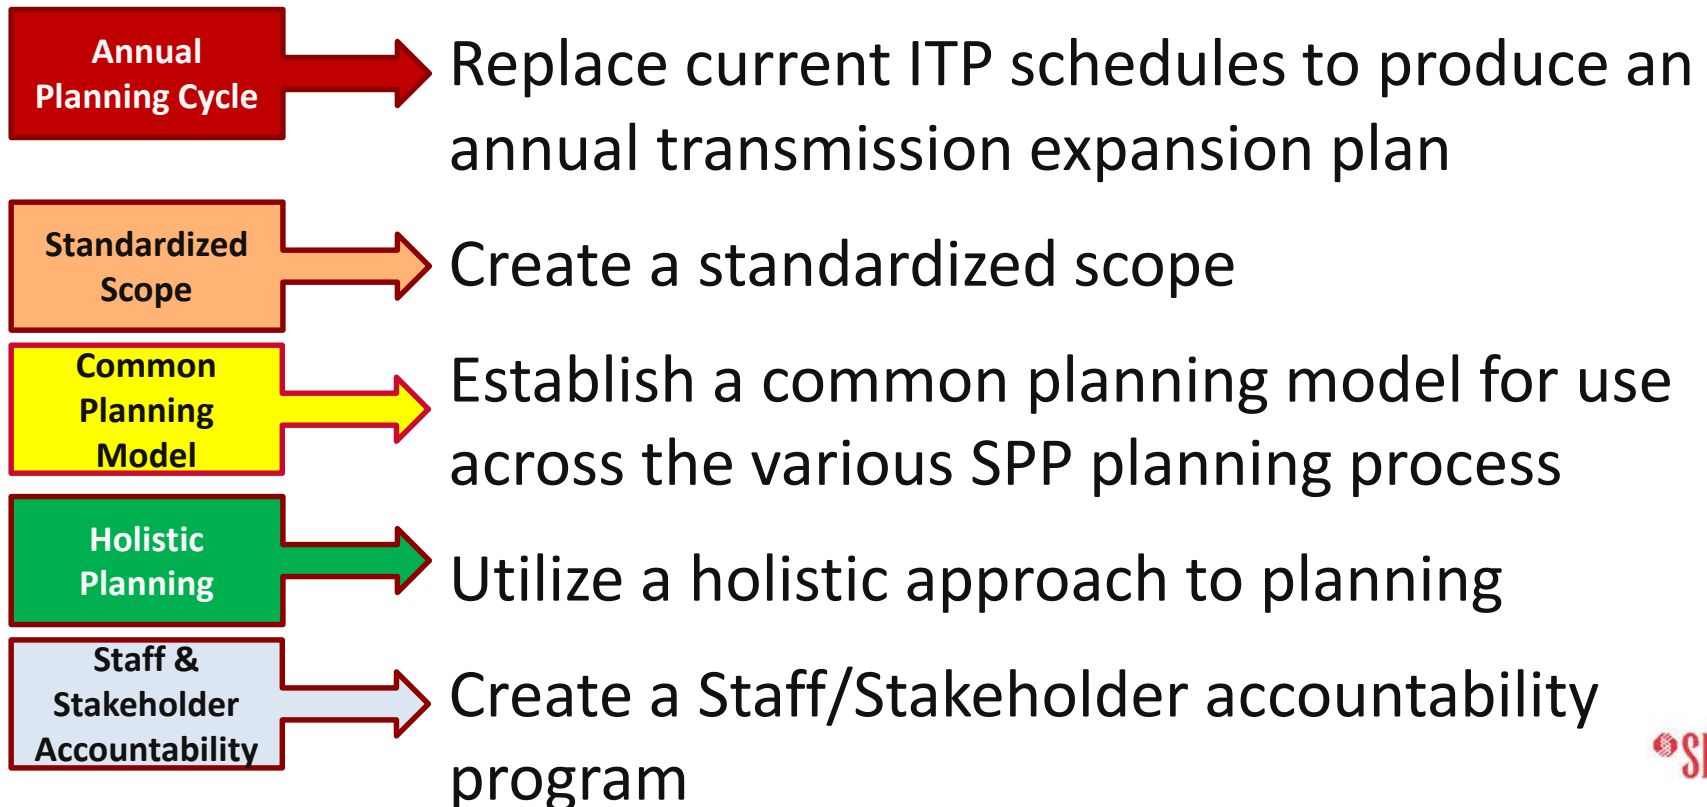 Annual
Planning Cycle
Replace current ITP schedules to produce an
annual transmission expansion plan
Standardized
Scope
Create a standardized scope
Common
Planning
Model
Establish a common planning model for use
across the various SPP planning process
Holistic
Planning
Utilize a holistic approach to planning
Staff &
Stakeholder
Accountability
Create a Staff/Stakeholder accountability
program